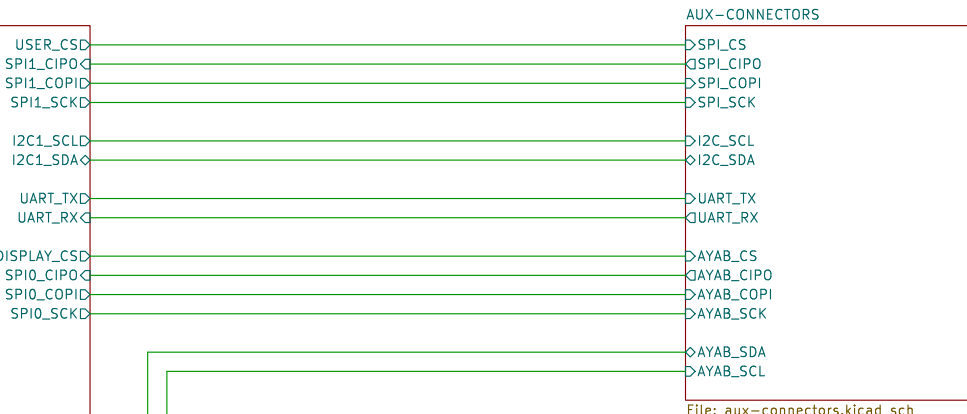 AUX-CONNECTORS
USER_CS SPI_CS
SPI1_CIPO SPI_CIPO
SPI1_COPI SPI_COPI
SPI1_SCK SPI_SCK
I2C1_SCL I2C_SCL
I2C1_SDA I2C_SDA
UART_TX UART_TX
UART_RX UART_RX
DISPLAY_CS AYAB_CS
SPI0_CIPO AYAB_CIPO
SPI0_COPI AYAB_COPI
SPI0_SCK AYAB_SCK
AYAB_SDA
AYAB_SCL
File: aux-connectors.kicad_sch